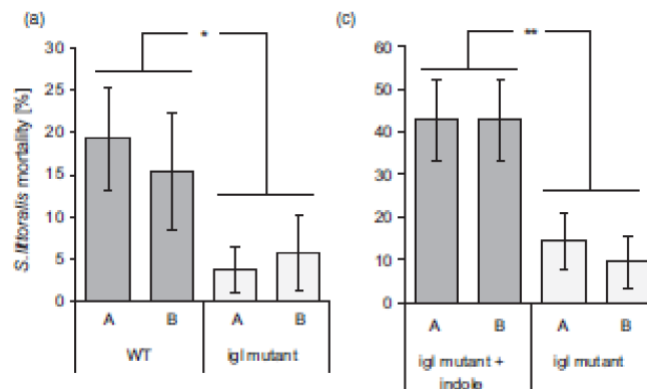 (a)
*
S. littoralis mortality [%]
30
25
20
15
10
5
0
A B A B
WT igl mutant
(c)
**
60
50
40
30
20
10
0
A B A B
igl mutant + igl mutant
indole